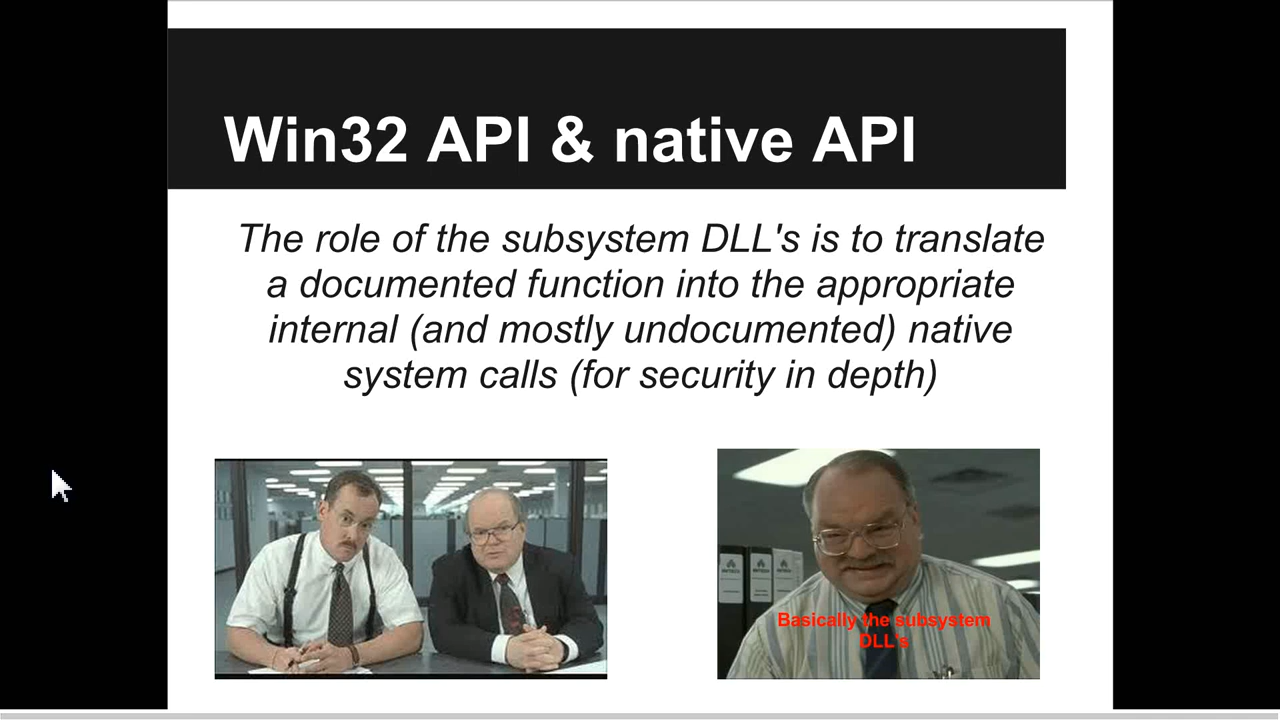 Win32 API & native API
The role of the subsystem DLL's is to translate
a documented function into the appropriate
internal (and mostly undocumented) native
system calls (for security in depth)
Basically the subsystem
DLL's